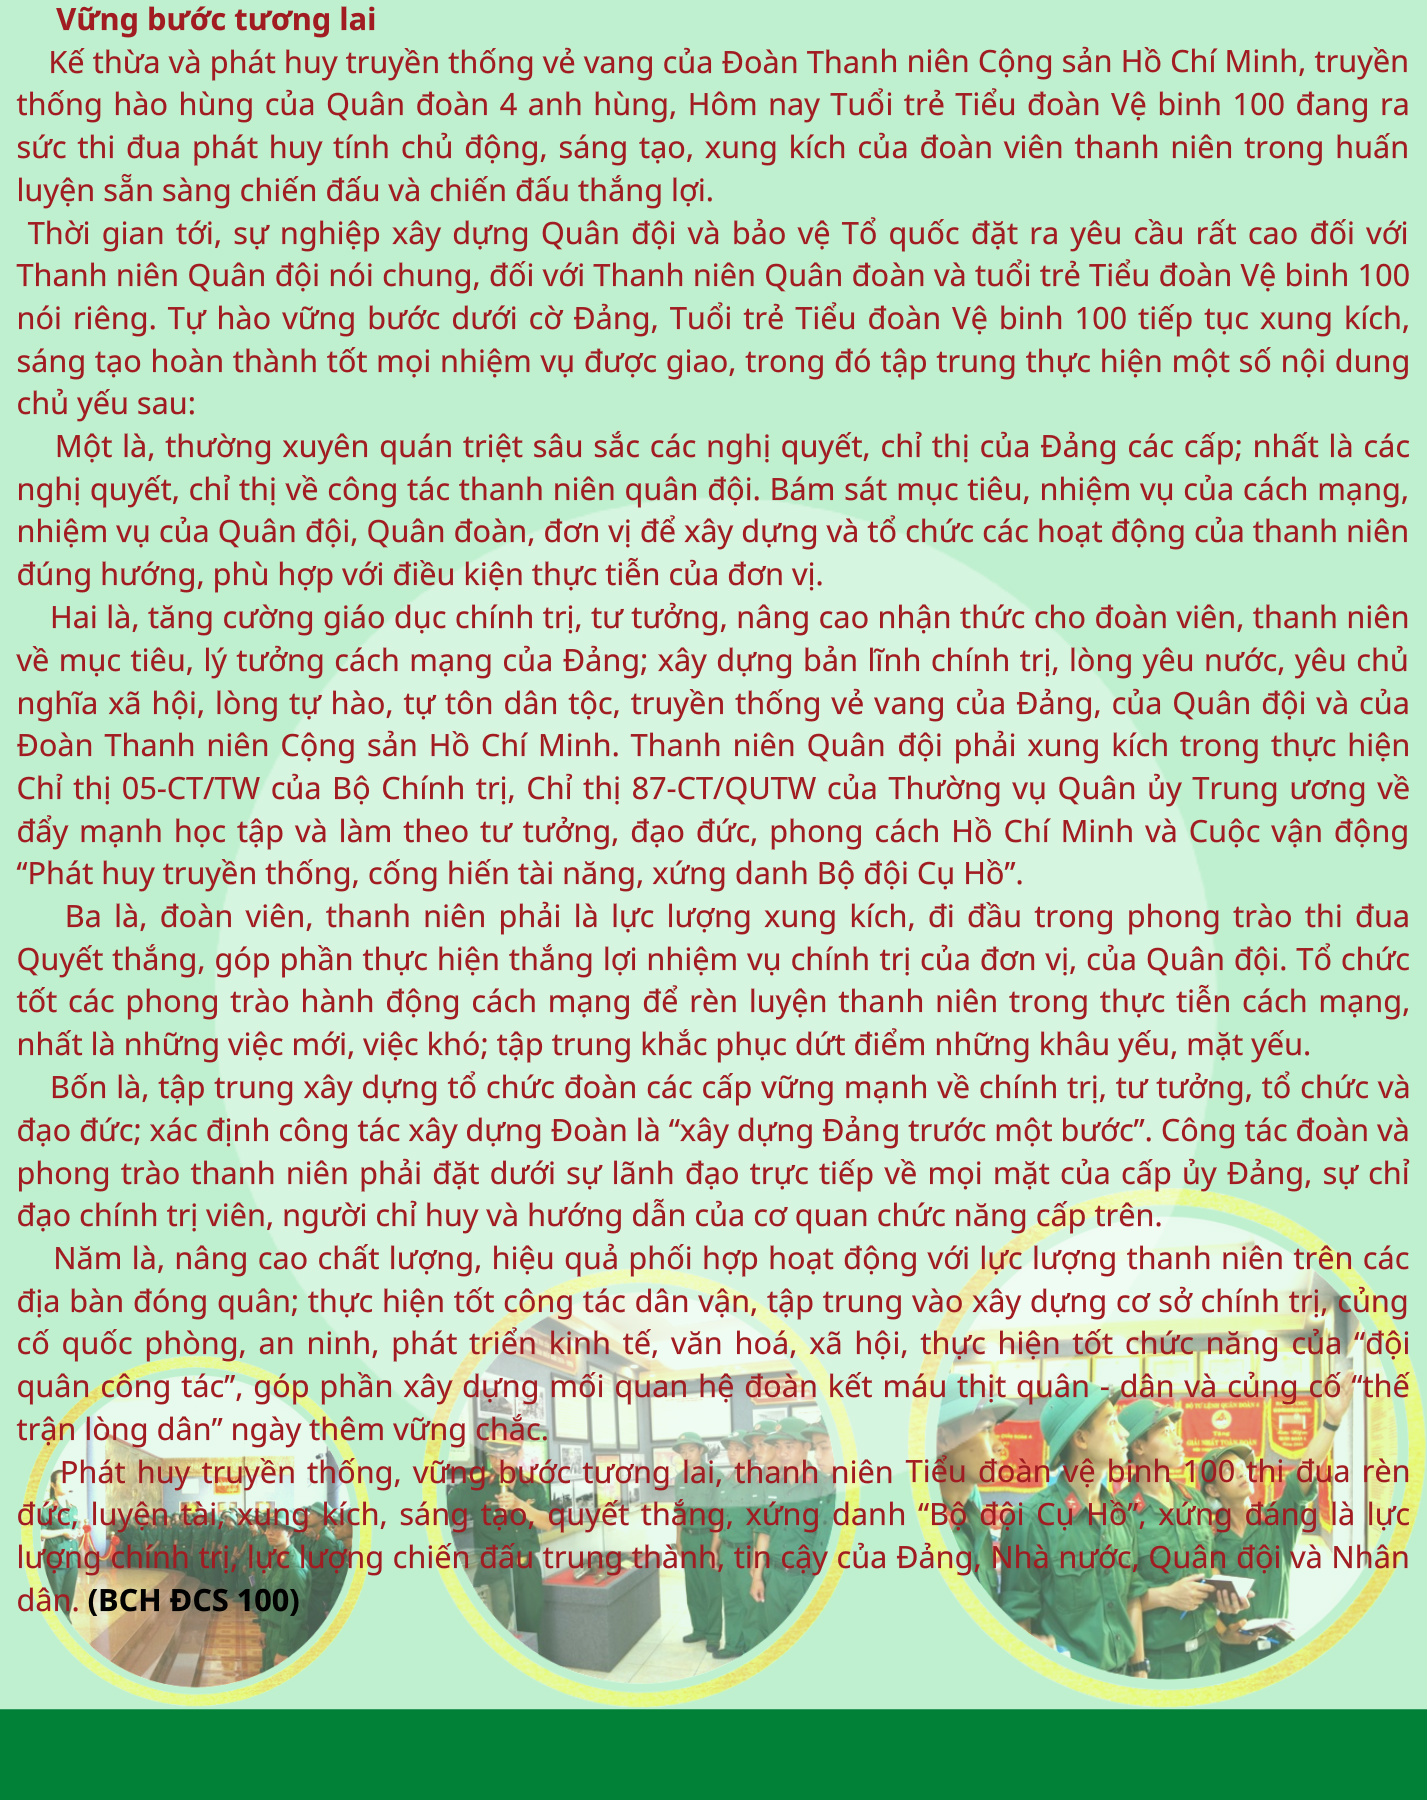 Vững bước tương lai
Kế thừa và phát huy truyền thống vẻ vang của Đoàn Thanh niên Cộng sản Hồ Chí Minh, truyền
thống hào hùng của Quân đoàn 4 anh hùng, Hôm nay Tuổi trẻ Tiểu đoàn Vệ binh 100 đang ra
sức thi đua phát huy tính chủ động, sáng tạo, xung kích của đoàn viên thanh niên trong huấn
luyện sẵn sàng chiến đấu và chiến đấu thắng lợi.
Thời gian tới, sự nghiệp xây dựng Quân đội và bảo vệ Tổ quốc đặt ra yêu cầu rất cao đối với
Thanh niên Quân đội nói chung, đối với Thanh niên Quân đoàn và tuổi trẻ Tiểu đoàn Vệ binh 100
nói riêng. Tự hào vững bước dưới cờ Đảng, Tuổi trẻ Tiểu đoàn Vệ binh 100 tiếp tục xung kích,
sáng tạo hoàn thành tốt mọi nhiệm vụ được giao, trong đó tập trung thực hiện một số nội dung
chủ yếu sau:
Một là, thường xuyên quán triệt sâu sắc các nghị quyết, chỉ thị của Đảng các cấp; nhất là các
nghị quyết, chỉ thị về công tác thanh niên quân đội. Bám sát mục tiêu, nhiệm vụ của cách mạng,
nhiệm vụ của Quân đội, Quân đoàn, đơn vị để xây dựng và tổ chức các hoạt động của thanh niên
đúng hướng, phù hợp với điều kiện thực tiễn của đơn vị.
Hai là, tăng cường giáo dục chính trị, tư tưởng, nâng cao nhận thức cho đoàn viên, thanh niên
về mục tiêu, lý tưởng cách mạng của Đảng; xây dựng bản lĩnh chính trị, lòng yêu nước, yêu chủ
nghĩa xã hội, lòng tự hào, tự tôn dân tộc, truyền thống vẻ vang của Đảng, của Quân đội và của
Đoàn Thanh niên Cộng sản Hồ Chí Minh. Thanh niên Quân đội phải xung kích trong thực hiện
Chỉ thị 05-CT/TW của Bộ Chính trị, Chỉ thị 87-CT/QUTW của Thường vụ Quân ủy Trung ương về
đẩy mạnh học tập và làm theo tư tưởng, đạo đức, phong cách Hồ Chí Minh và Cuộc vận động
“Phát huy truyền thống, cống hiến tài năng, xứng danh Bộ đội Cụ Hồ”.
Ba là, đoàn viên, thanh niên phải là lực lượng xung kích, đi đầu trong phong trào thi đua
Quyết thắng, góp phần thực hiện thắng lợi nhiệm vụ chính trị của đơn vị, của Quân đội. Tổ chức
tốt các phong trào hành động cách mạng để rèn luyện thanh niên trong thực tiễn cách mạng,
nhất là những việc mới, việc khó; tập trung khắc phục dứt điểm những khâu yếu, mặt yếu.
Bốn là, tập trung xây dựng tổ chức đoàn các cấp vững mạnh về chính trị, tư tưởng, tổ chức và
đạo đức; xác định công tác xây dựng Đoàn là “xây dựng Đảng trước một bước”. Công tác đoàn và
phong trào thanh niên phải đặt dưới sự lãnh đạo trực tiếp về mọi mặt của cấp ủy Đảng, sự chỉ
đạo chính trị viên, người chỉ huy và hướng dẫn của cơ quan chức năng cấp trên.
Năm là, nâng cao chất lượng, hiệu quả phối hợp hoạt động với lực lượng thanh niên trên các
địa bàn đóng quân; thực hiện tốt công tác dân vận, tập trung vào xây dựng cơ sở chính trị, củng
cố quốc phòng, an ninh, phát triển kinh tế, văn hoá, xã hội, thực hiện tốt chức năng của “đội
quân công tác”, góp phần xây dựng mối quan hệ đoàn kết máu thịt quân - dân và củng cố “thế
trận lòng dân” ngày thêm vững chắc.
Phát huy truyền thống, vững bước tương lai, thanh niên Tiểu đoàn vệ binh 100 thi đua rèn
đức, luyện tài, xung kích, sáng tạo, quyết thắng, xứng danh “Bộ đội Cụ Hồ”, xứng đáng là lực
lượng chính trị, lực lượng chiến đấu trung thành, tin cậy của Đảng, Nhà nước, Quân đội và Nhân
dân. (BCH ĐCS 100)